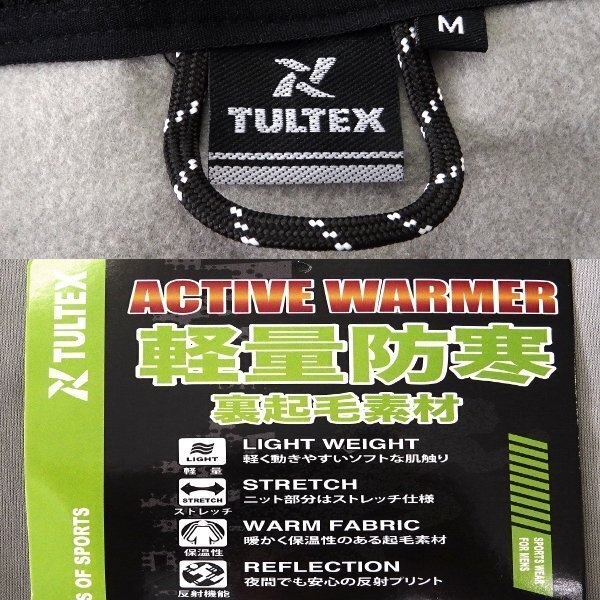 M
TULTEX
TULTEX
S OF SPORTS
ACTIVE WARMER
軽量防寒
裏起毛素材
LIGHT
軽量
LIGHT WEIGHT
軽く動きやすいソフトな肌触り
STRETCH
ストレッチ
STRETCH
ニット部分はストレッチ仕様
保温性
WARM FABRIC
暖かく保温性のある起毛素材
反射機能
REFLECTION
夜間でも安心の反射プリント
SPORTS WEAR
FOR MENS